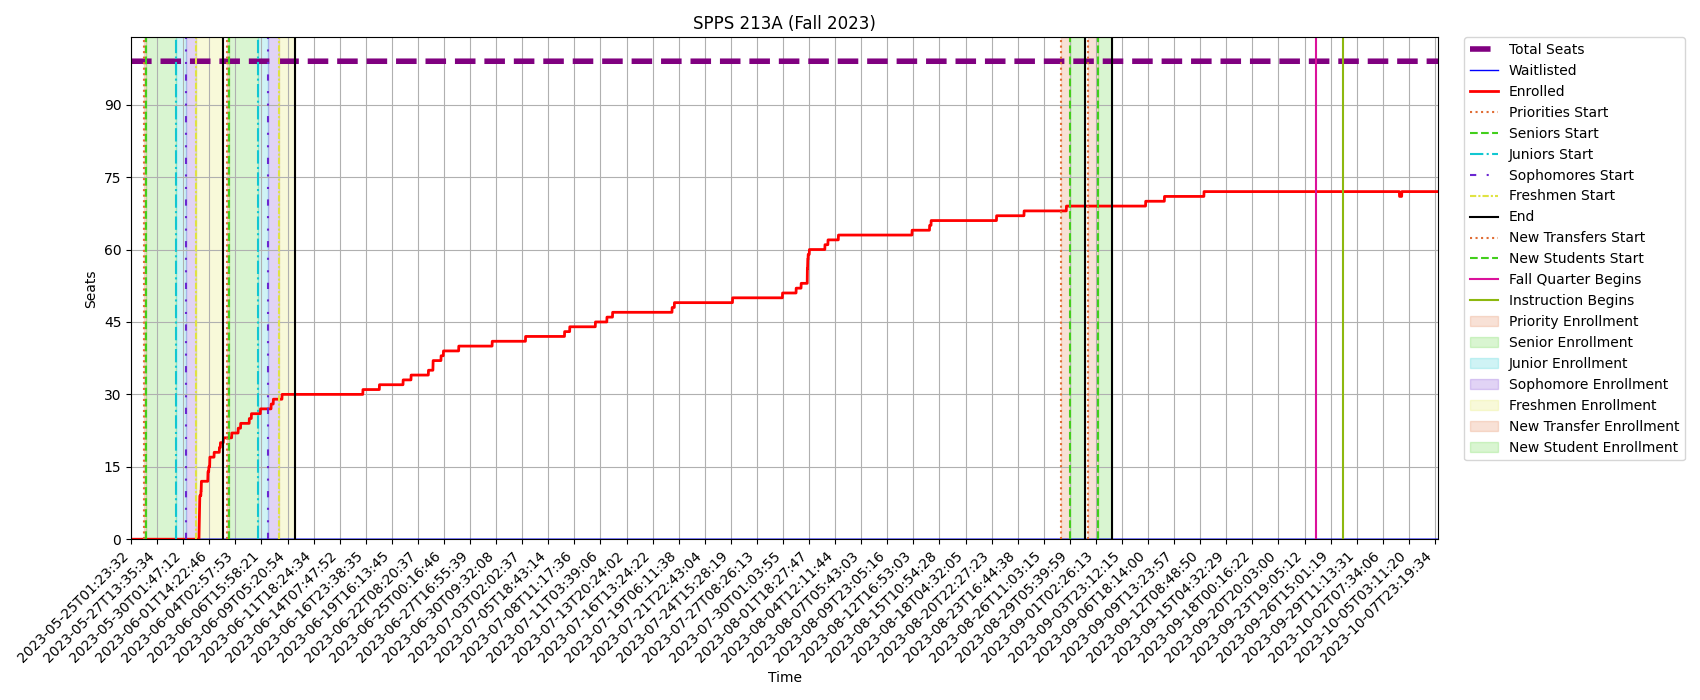 SPPS 213A (Fall 2023)
Seats
90
75
60
45
30
15
0
2023-05-25T01:23:32
2023-05-27T13:35:34
2023-05-30T01:47:12
2023-06-01T14:22:46
2023-06-04T02:57:53
2023-06-06T15:58:21
2023-06-09T05:20:54
2023-06-11T18:24:34
2023-06-14T07:47:52
2023-06-16T23:38:35
2023-06-19T16:13:45
2023-06-22T08:20:37
2023-06-25T00:16:46
2023-06-27T16:55:39
2023-06-30T09:32:08
2023-07-03T02:02:37
2023-07-05T18:43:14
2023-07-08T11:17:36
2023-07-11T03:39:06
2023-07-13T20:24:02
2023-07-16T13:24:22
2023-07-19T06:11:38
2023-07-21T22:43:04
2023-07-24T15:28:19
2023-07-27T08:26:13
2023-07-30T01:03:55
2023-08-01T18:27:47
2023-08-04T12:11:44
2023-08-07T05:43:03
2023-08-09T23:05:16
2023-08-12T16:53:03
2023-08-15T10:54:28
2023-08-18T04:32:05
2023-08-20T22:27:23
2023-08-23T16:44:38
2023-08-26T11:03:15
2023-08-29T05:39:59
2023-09-01T02:26:13
2023-09-03T23:12:15
2023-09-06T18:14:00
2023-09-09T13:23:57
2023-09-12T08:48:50
2023-09-15T04:32:29
2023-09-18T00:16:22
2023-09-20T20:03:00
2023-09-23T19:05:12
2023-09-26T15:01:19
2023-09-29T11:13:31
2023-10-02T07:34:06
2023-10-05T03:11:20
2023-10-07T23:19:34
Time
Total Seats
Waitlisted
Enrolled
Priorities Start
Seniors Start
Juniors Start
Sophomores Start
Freshmen Start
End
New Transfers Start
New Students Start
Fall Quarter Begins
Instruction Begins
Priority Enrollment
Senior Enrollment
Junior Enrollment
Sophomore Enrollment
Freshmen Enrollment
New Transfer Enrollment
New Student Enrollment